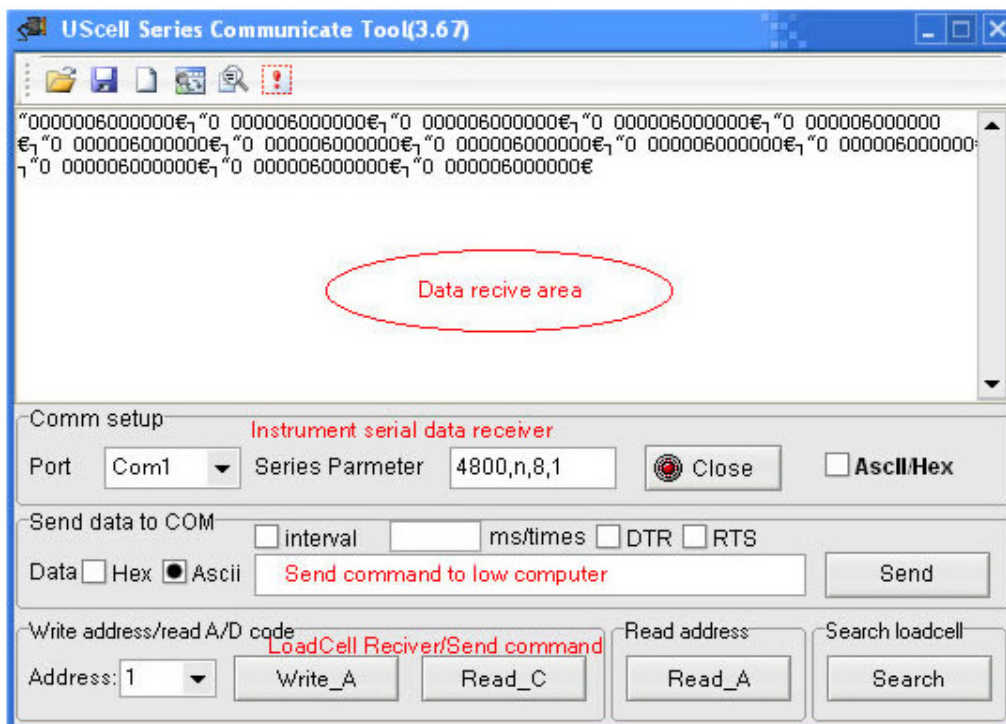 UScell Series Communicate Tool(3.67)
"0000006000000€┐"0 000006000000€┐"0 000006000000€┐"0 000006000000€┐"0 000006000000
€┐"0 000006000000€┐"0 000006000000€┐"0 000006000000€┐"0 000006000000€┐"0 000006000000
┐"0 000006000000€┐"0 000006000000€┐"0 000006000000€
Data recive area
Comm setup
Instrument serial data receiver
Port Com1 Series Parmeter 4800,n,8,1 Close AscII/Hex
Send data to COM
interval ms/times DTR RTS
Data Hex Ascii Send command to low computer Send
Write address/read A/D code Read address Search loadcell
LoadCell Reciver/Send command
Address: 1 Write_A Read_C Read_A Search